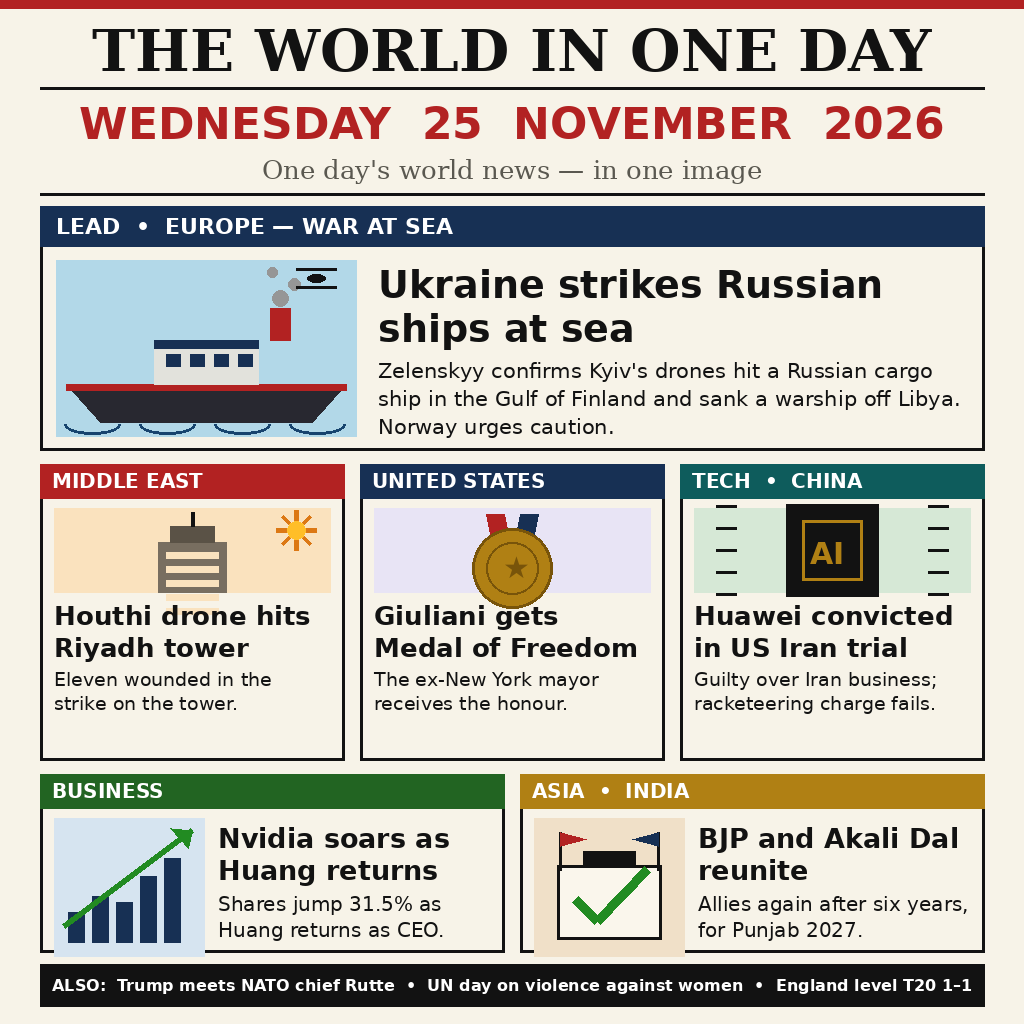 THE WORLD IN ONE DAY
WEDNESDAY 25 NOVEMBER 2026
One day's world news — in one image
LEAD • EUROPE — WAR AT SEA
Ukraine strikes Russian
ships at sea
Zelenskyy confirms Kyiv's drones hit a Russian cargo
ship in the Gulf of Finland and sank a warship off Libya.
Norway urges caution.
MIDDLE EAST
Houthi drone hits
Riyadh tower
Eleven wounded in the
strike on the tower.
UNITED STATES
Giuliani gets
Medal of Freedom
The ex-New York mayor
receives the honour.
TECH • CHINA
AI
Huawei convicted
in US Iran trial
Guilty over Iran business;
racketeering charge fails.
BUSINESS
Nvidia soars as
Huang returns
Shares jump 31.5% as
Huang returns as CEO.
ASIA • INDIA
BJP and Akali Dal
reunite
Allies again after six years,
for Punjab 2027.
ALSO: Trump meets NATO chief Rutte • UN day on violence against women • England level T20 1–1